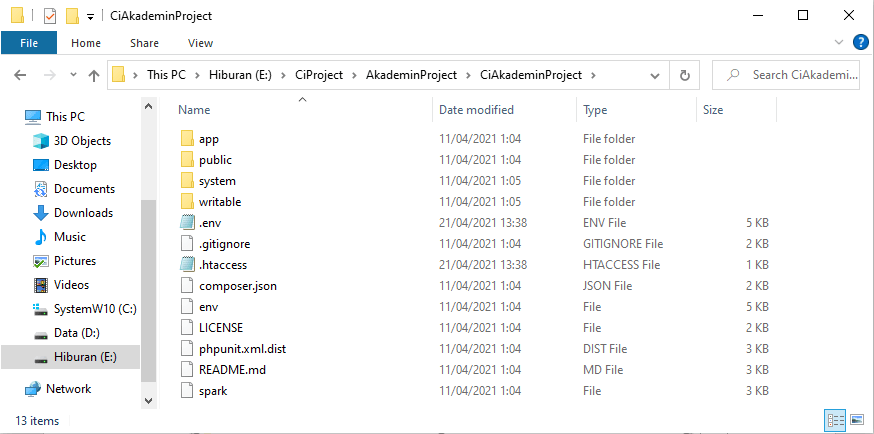 CiAkademinProject
File Home Share View
This PC Hiburan (E:) CiProject AkademinProject CiAkademinProject Search CiAkademi...
Name Date modified Type Size
This PC
3D Objects
Desktop
Documents
Downloads
Music
Pictures
Videos
SystemW10 (C:)
Data (D:)
Hiburan (E:)
Network
app 11/04/2021 1:04 File folder
public 11/04/2021 1:04 File folder
system 11/04/2021 1:05 File folder
writable 11/04/2021 1:05 File folder
.env 21/04/2021 13:38 ENV File 5 KB
.gitignore 11/04/2021 1:04 GITIGNORE File 2 KB
.htaccess 21/04/2021 13:38 HTACCESS File 1 KB
composer.json 11/04/2021 1:04 JSON File 2 KB
env 11/04/2021 1:04 File 5 KB
LICENSE 11/04/2021 1:04 File 2 KB
phpunit.xml.dist 11/04/2021 1:04 DIST File 3 KB
README.md 11/04/2021 1:04 MD File 3 KB
spark 11/04/2021 1:04 File 3 KB
13 items